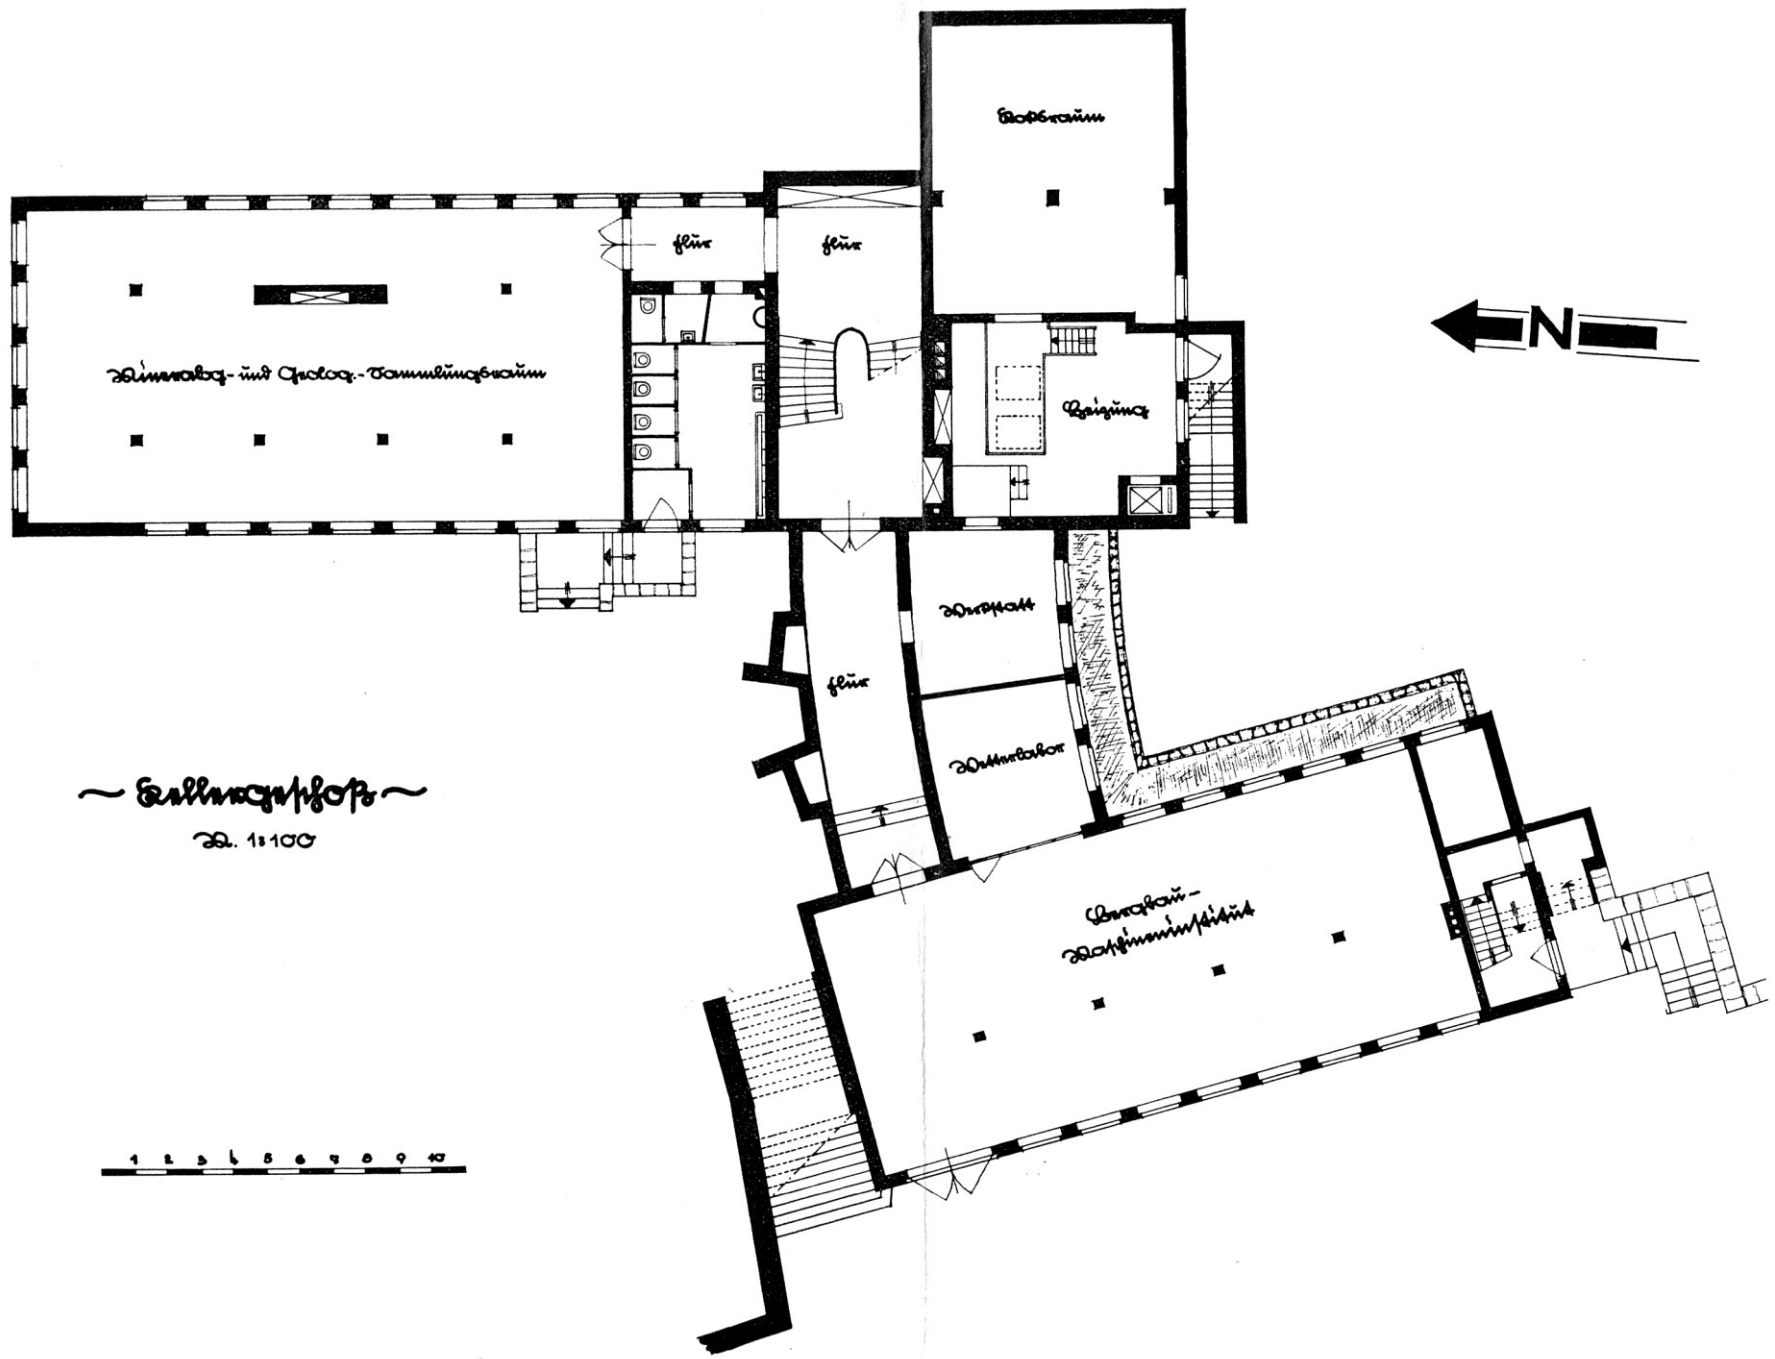 Koksraum
Flur
Flur
N
Mineralog.- und Geolog.-Sammlungsraum
Heizung
Werkstatt
Flur
Wetterlabor
~ Kellergeschoß ~
M. 1:100
Bergbau-
Maschineninstitut
1 2 3 4 5 6 7 8 9 10